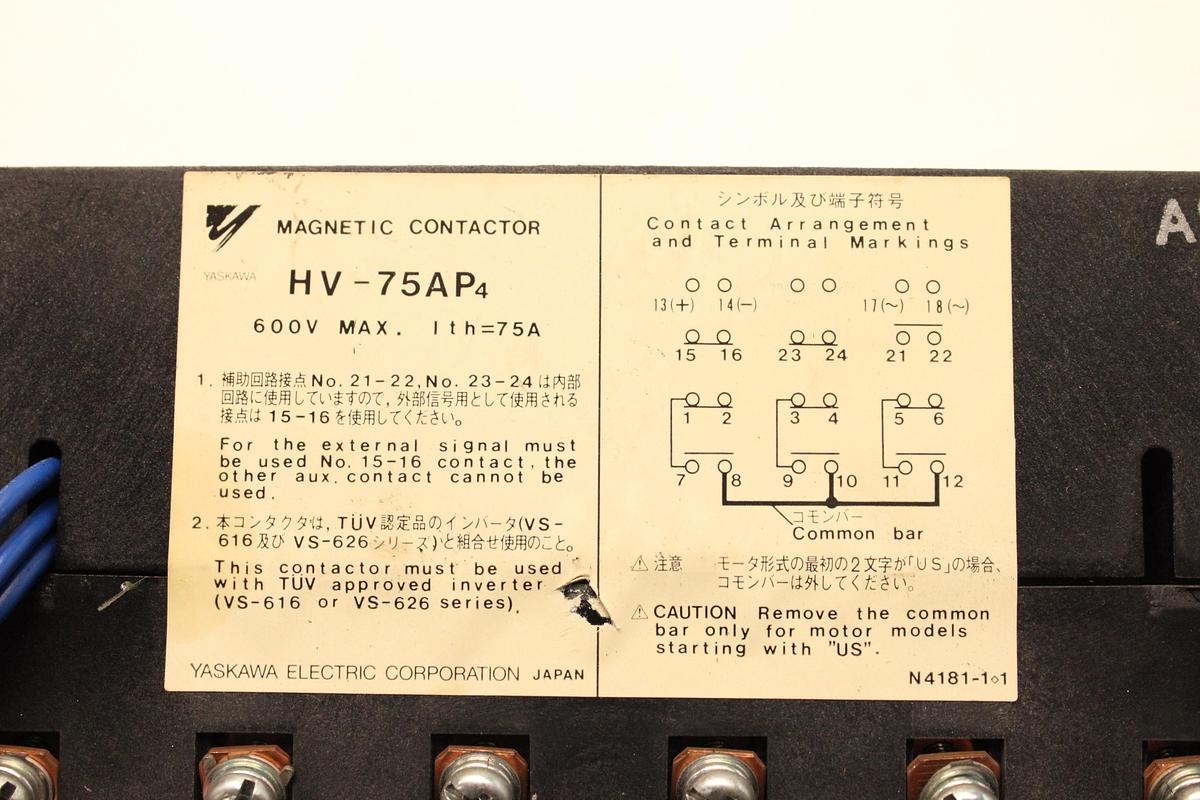 YASKAWA
MAGNETIC CONTACTOR
HV-75AP4
600V MAX. Ith=75A
1. 補助回路接点No. 21-22, No. 23-24は内部
回路に使用していますので, 外部信号用として使用される
接点は 15-16を使用してください。
For the external signal must
be used No. 15-16 contact, the
other aux. contact cannot be
used.
2. 本コンタクタは, TÜV認定品のインバータ(VS-
616及び VS-626シリーズ)と組合せ使用のこと。
This contactor must be used
with TÜV approved inverter
(VS-616 or VS-626 series).
YASKAWA ELECTRIC CORPORATION JAPAN
シンボル及び端子符号
Contact Arrangement
and Terminal Markings
13(+) 14(-) 17(~) 18(~)
15 16 23 24 21 22
1 2 3 4 5 6
7 8 9 10 11 12
コモンバー
Common bar
⚠ 注意 モータ形式の最初の2文字が「US」の場合、
コモンバーは外してください。
⚠ CAUTION Remove the common
bar only for motor models
starting with "US".
N4181-1◇1
A